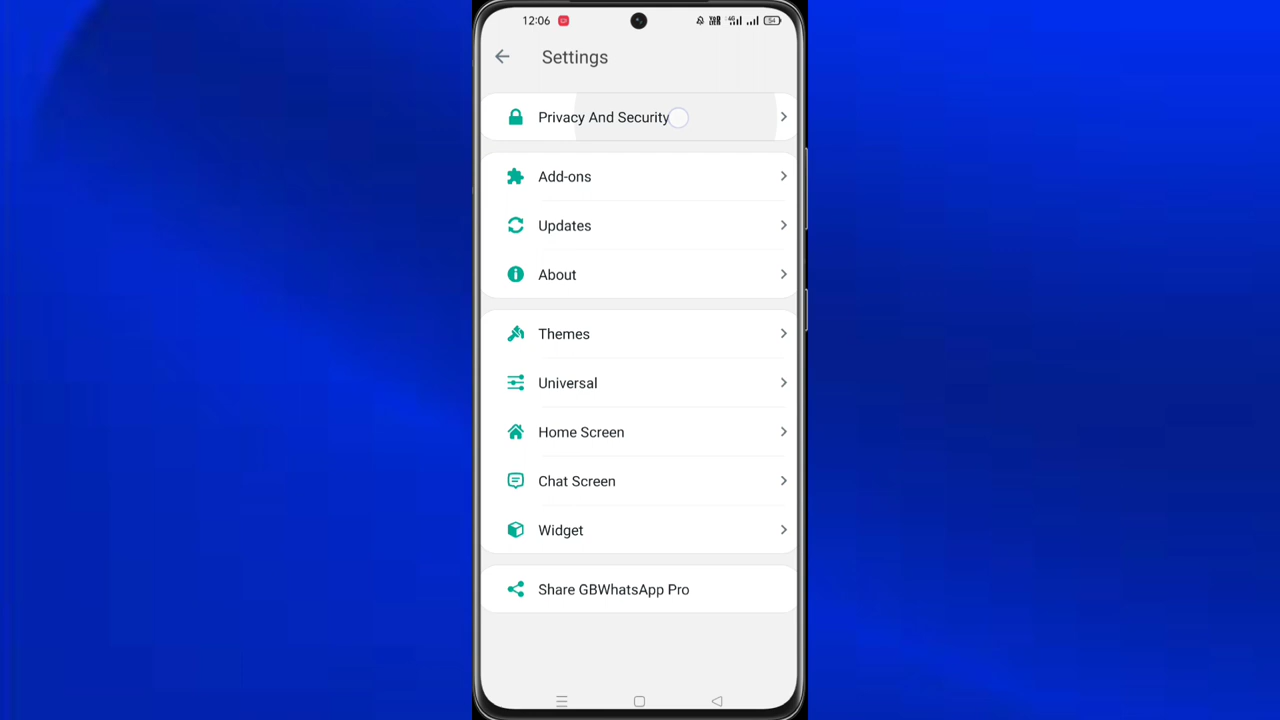 12:06
54
Settings
Privacy And Security
Add-ons
Updates
About
Themes
Universal
Home Screen
Chat Screen
Widget
Share GBWhatsApp Pro